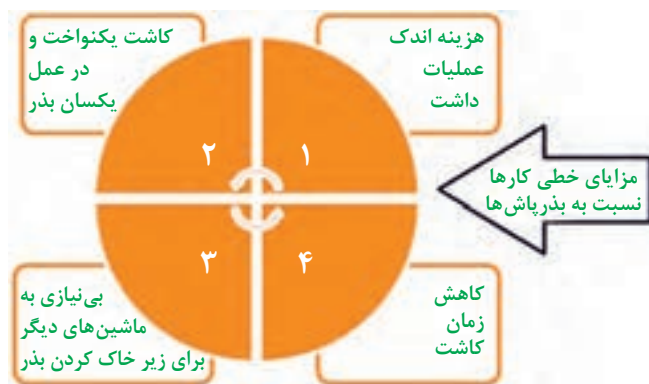 مزایای خطی کارها
نسبت به بذرپاش‌ها
هزینه اندک
عملیات
داشت
۱
کاشت یکنواخت و
در عمل
یکسان بذر
۲
بی‌نیازی به
ماشین‌های دیگر
برای زیر خاک کردن بذر
۳
کاهش
زمان
کاشت
۴